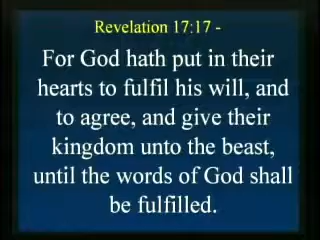 Revelation 17:17 -
For God hath put in their
hearts to fulfil his will, and
to agree, and give their
kingdom unto the beast,
until the words of God shall
be fulfilled.